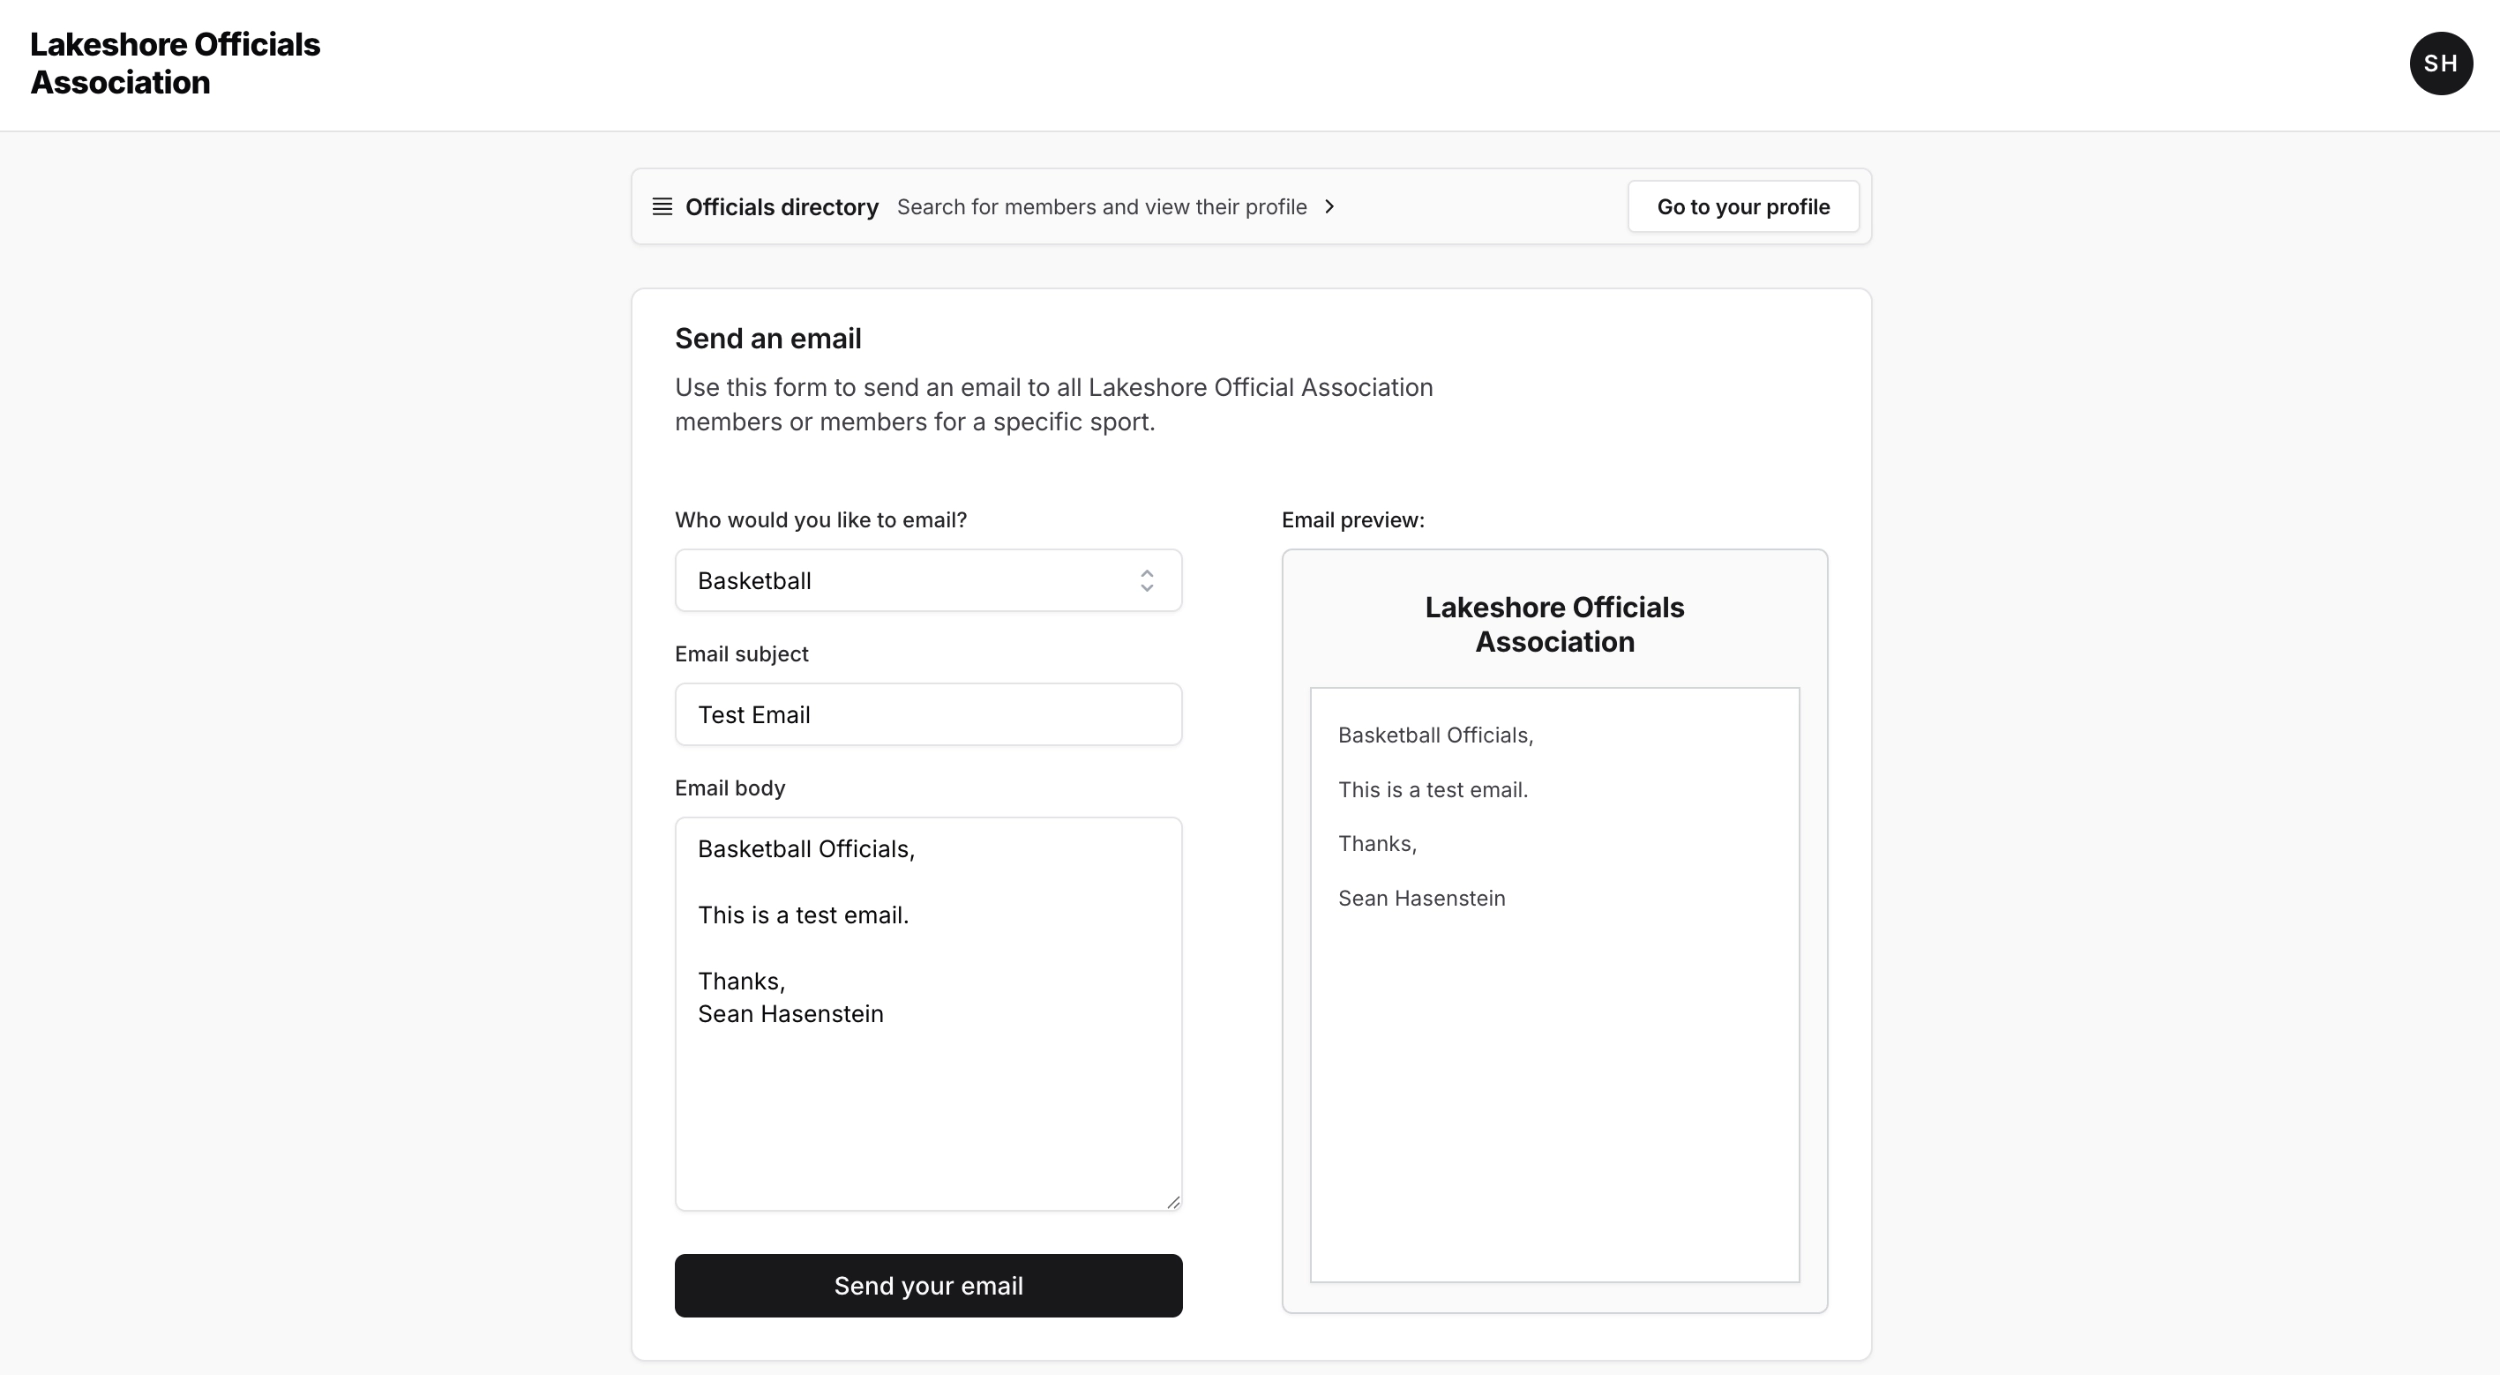 Lakeshore Officials
Association
SH
Officials directory Search for members and view their profile
Go to your profile
Send an email
Use this form to send an email to all Lakeshore Official Association
members or members for a specific sport.
Who would you like to email?
Basketball
Email subject
Test Email
Email body
Basketball Officials,
This is a test email.
Thanks,
Sean Hasenstein
Send your email
Email preview:
Lakeshore Officials
Association
Basketball Officials,
This is a test email.
Thanks,
Sean Hasenstein